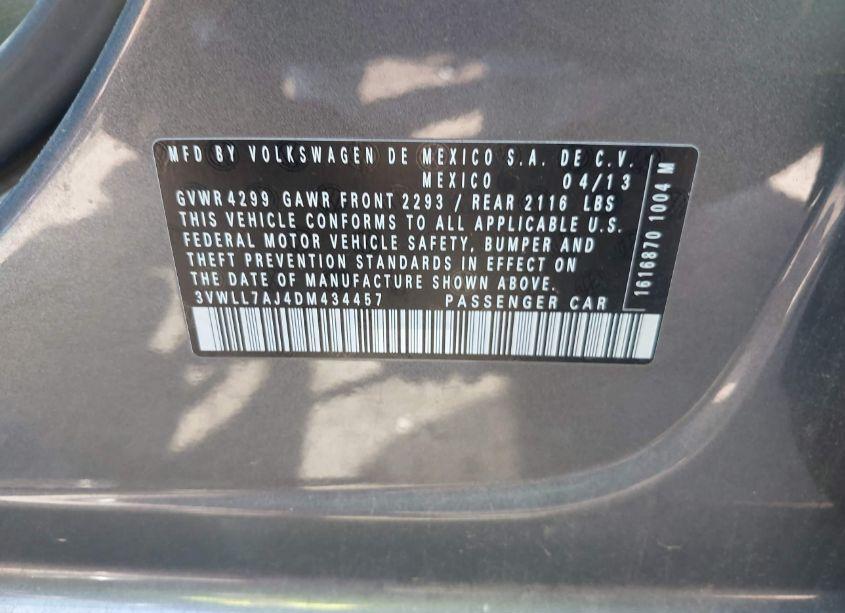 MFD BY VOLKSWAGEN DE MEXICO S.A. DE C.V.
MEXICO 04/13
GVWR 4299 GAWR FRONT 2293 / REAR 2116 LBS
THIS VEHICLE CONFORMS TO ALL APPLICABLE U.S.
FEDERAL MOTOR VEHICLE SAFETY, BUMPER AND
THEFT PREVENTION STANDARDS IN EFFECT ON
THE DATE OF MANUFACTURE SHOWN ABOVE.
3VWLL7AJ4DM434457 PASSENGER CAR
1616870 1004 M